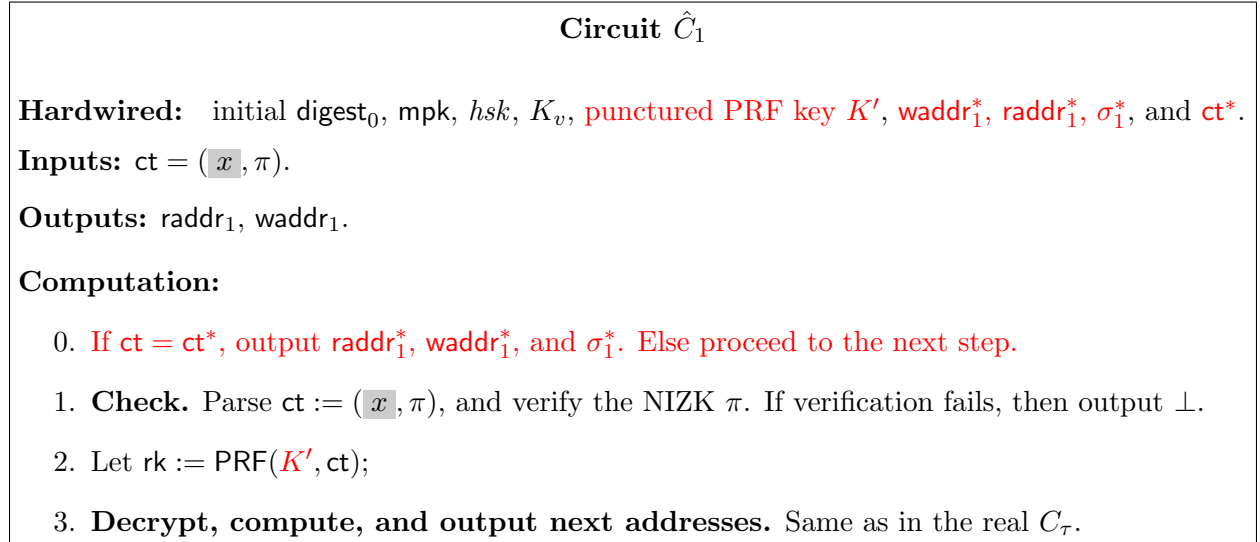 Circuit Ĉ₁
Hardwired: initial digest₀, mpk, hsk, Kᵥ, punctured PRF key K′, waddr₁*, raddr₁*, σ₁*, and ct*.
Inputs: ct = ( x , π).
Outputs: raddr₁, waddr₁.
Computation:
0. If ct = ct*, output raddr₁*, waddr₁*, and σ₁*. Else proceed to the next step.
1. Check. Parse ct := ( x , π), and verify the NIZK π. If verification fails, then output ⊥.
2. Let rk := PRF(K′, ct);
3. Decrypt, compute, and output next addresses. Same as in the real C_τ.